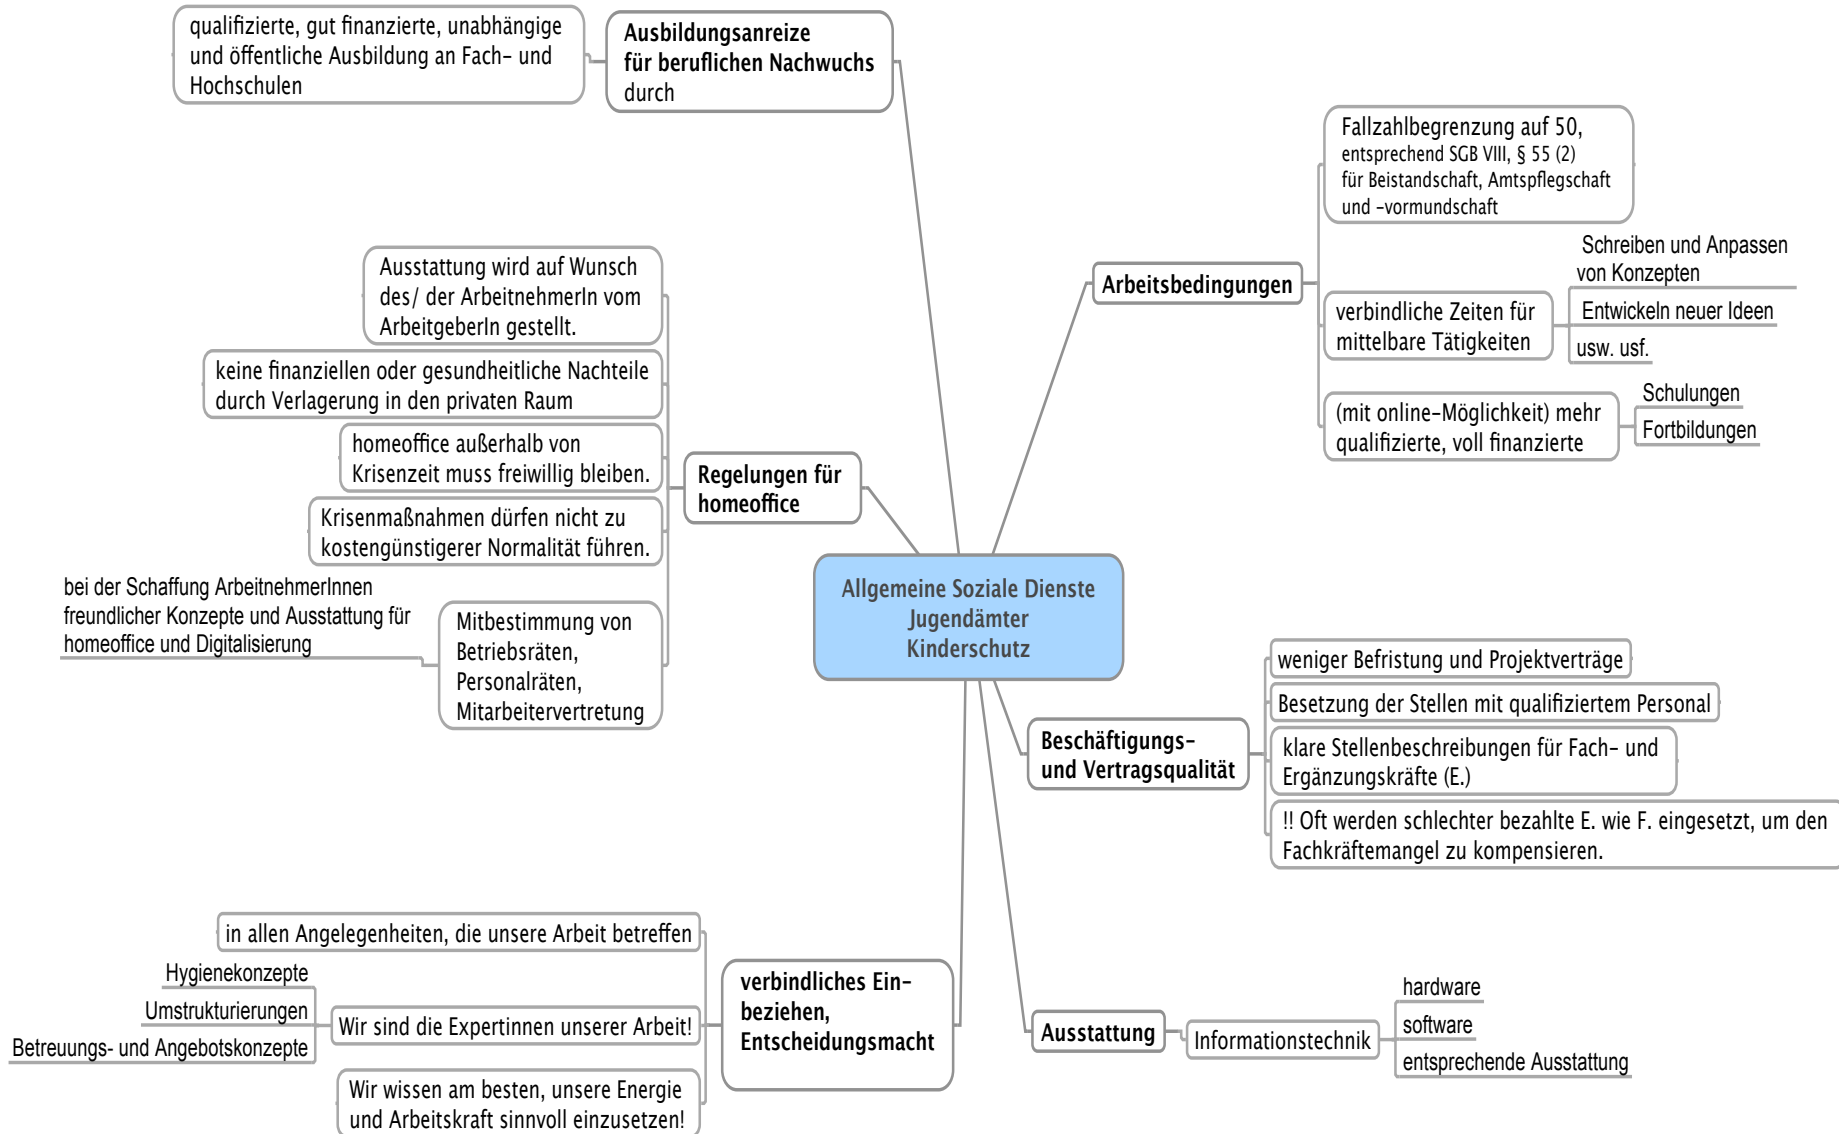 qualifizierte, gut finanzierte, unabhängige
und öffentliche Ausbildung an Fach- und
Hochschulen
Ausbildungsanreize
für beruflichen Nachwuchs
durch
Fallzahlbegrenzung auf 50,
entsprechend SGB VIII, § 55 (2)
für Beistandschaft, Amtspflegschaft
und -vormundschaft
Arbeitsbedingungen
verbindliche Zeiten für
mittelbare Tätigkeiten
Schreiben und Anpassen
von Konzepten
Entwickeln neuer Ideen
usw. usf.
(mit online-Möglichkeit) mehr
qualifizierte, voll finanzierte
Schulungen
Fortbildungen
Ausstattung wird auf Wunsch
des/ der ArbeitnehmerIn vom
ArbeitgeberIn gestellt.
keine finanziellen oder gesundheitliche Nachteile
durch Verlagerung in den privaten Raum
homeoffice außerhalb von
Krisenzeit muss freiwillig bleiben.
Krisenmaßnahmen dürfen nicht zu
kostengünstigerer Normalität führen.
Regelungen für
homeoffice
bei der Schaffung ArbeitnehmerInnen
freundlicher Konzepte und Ausstattung für
homeoffice und Digitalisierung
Mitbestimmung von
Betriebsräten,
Personalräten,
Mitarbeitervertretung
Allgemeine Soziale Dienste
Jugendämter
Kinderschutz
Beschäftigungs-
und Vertragsqualität
weniger Befristung und Projektverträge
Besetzung der Stellen mit qualifiziertem Personal
klare Stellenbeschreibungen für Fach- und
Ergänzungskräfte (E.)
!! Oft werden schlechter bezahlte E. wie F. eingesetzt, um den
Fachkräftemangel zu kompensieren.
in allen Angelegenheiten, die unsere Arbeit betreffen
Hygienekonzepte
Umstrukturierungen
Betreuungs- und Angebotskonzepte
Wir sind die Expertinnen unserer Arbeit!
Wir wissen am besten, unsere Energie
und Arbeitskraft sinnvoll einzusetzen!
verbindliches Ein-
beziehen,
Entscheidungsmacht
Ausstattung
Informationstechnik
hardware
software
entsprechende Ausstattung